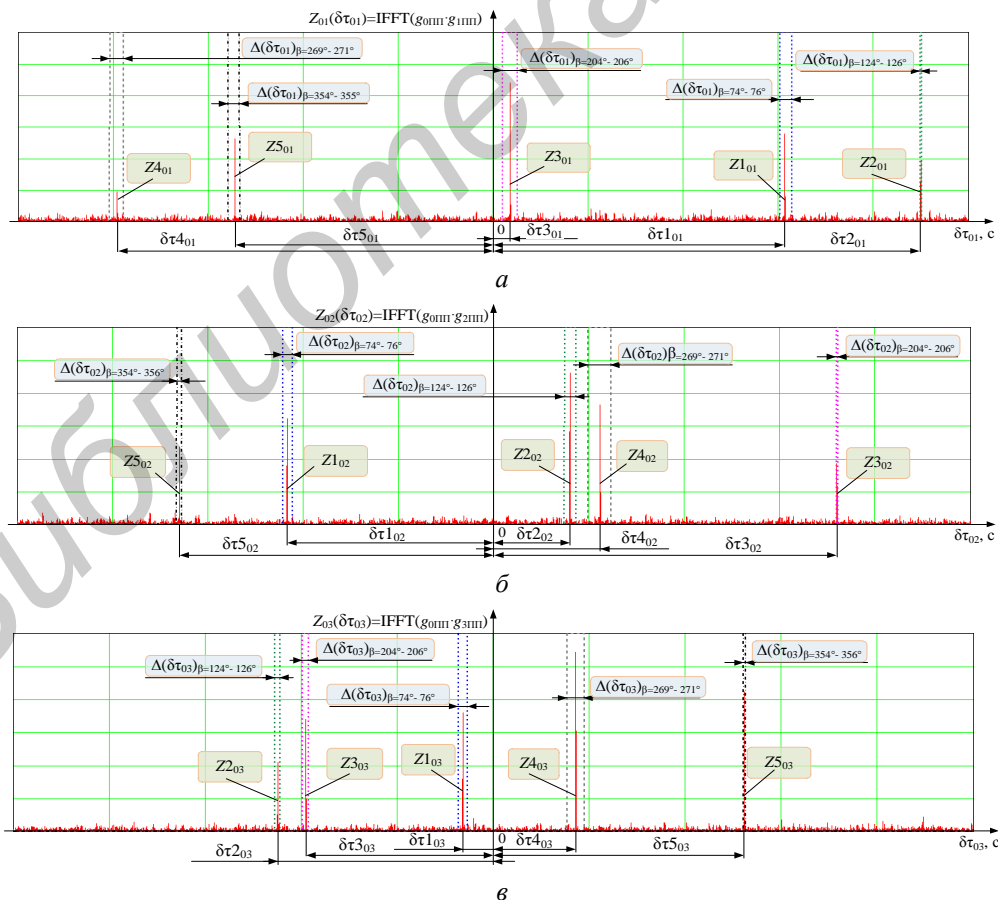 Z₀₁(δτ₀₁)=IFFT(g₀ПП·g₁ПП)
Δ(δτ₀₁)β=269°- 271°
Δ(δτ₀₁)β=204°- 206°
Δ(δτ₀₁)β=124°- 126°
Δ(δτ₀₁)β=354°- 355°
Δ(δτ₀₁)β=74°- 76°
Z4₀₁
Z5₀₁
Z3₀₁
Z1₀₁
Z2₀₁
δτ4₀₁
δτ5₀₁
0
δτ3₀₁
δτ1₀₁
δτ2₀₁
δτ₀₁, с
а
Z₀₂(δτ₀₂)=IFFT(g₀ПП·g₂ПП)
Δ(δτ₀₂)β=74°- 76°
Δ(δτ₀₂)β=269°- 271°
Δ(δτ₀₂)β=204°- 206°
Δ(δτ₀₂)β=354°- 356°
Δ(δτ₀₂)β=124°- 126°
Z5₀₂
Z1₀₂
Z2₀₂
Z4₀₂
Z3₀₂
δτ5₀₂
δτ1₀₂
0
δτ2₀₂
δτ4₀₂
δτ3₀₂
δτ₀₂, с
б
Z₀₃(δτ₀₃)=IFFT(g₀ПП·g₃ПП)
Δ(δτ₀₃)β=124°- 126°
Δ(δτ₀₃)β=204°- 206°
Δ(δτ₀₃)β=354°- 356°
Δ(δτ₀₃)β=74°- 76°
Δ(δτ₀₃)β=269°- 271°
Z2₀₃
Z3₀₃
Z1₀₃
Z4₀₃
Z5₀₃
δτ2₀₃
δτ3₀₃
δτ1₀₃
0
δτ4₀₃
δτ5₀₃
δτ₀₃, с
в
иблиотека